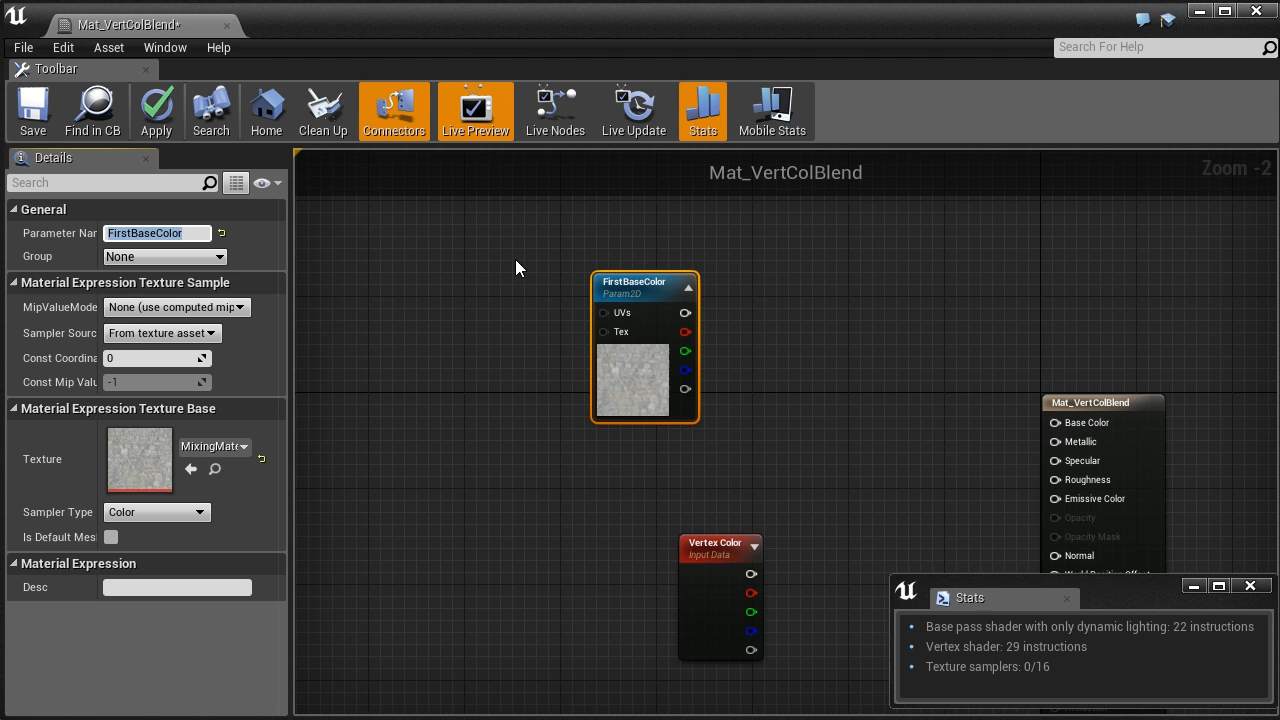 Mat_VertColBlend*
File Edit Asset Window Help
Search For Help
Toolbar
Save Find in CB Apply Search Home Clean Up Connectors Live Preview Live Nodes Live Update Stats Mobile Stats
Details
Search
Mat_VertColBlend
Zoom -2
General
Parameter Nar FirstBaseColor
Group None
Material Expression Texture Sample
MipValueMode None (use computed mip
Sampler Sourc From texture asset
Const Coordina 0
Const Mip Valu -1
Material Expression Texture Base
Texture MixingMate
Sampler Type Color
Is Default Mes
Material Expression
Desc
FirstBaseColor
Param2D
UVs
Tex
Vertex Color
Input Data
Mat_VertColBlend
Base Color
Metallic
Specular
Roughness
Emissive Color
Opacity
Opacity Mask
Normal
Stats
Base pass shader with only dynamic lighting: 22 instructions
Vertex shader: 29 instructions
Texture samplers: 0/16